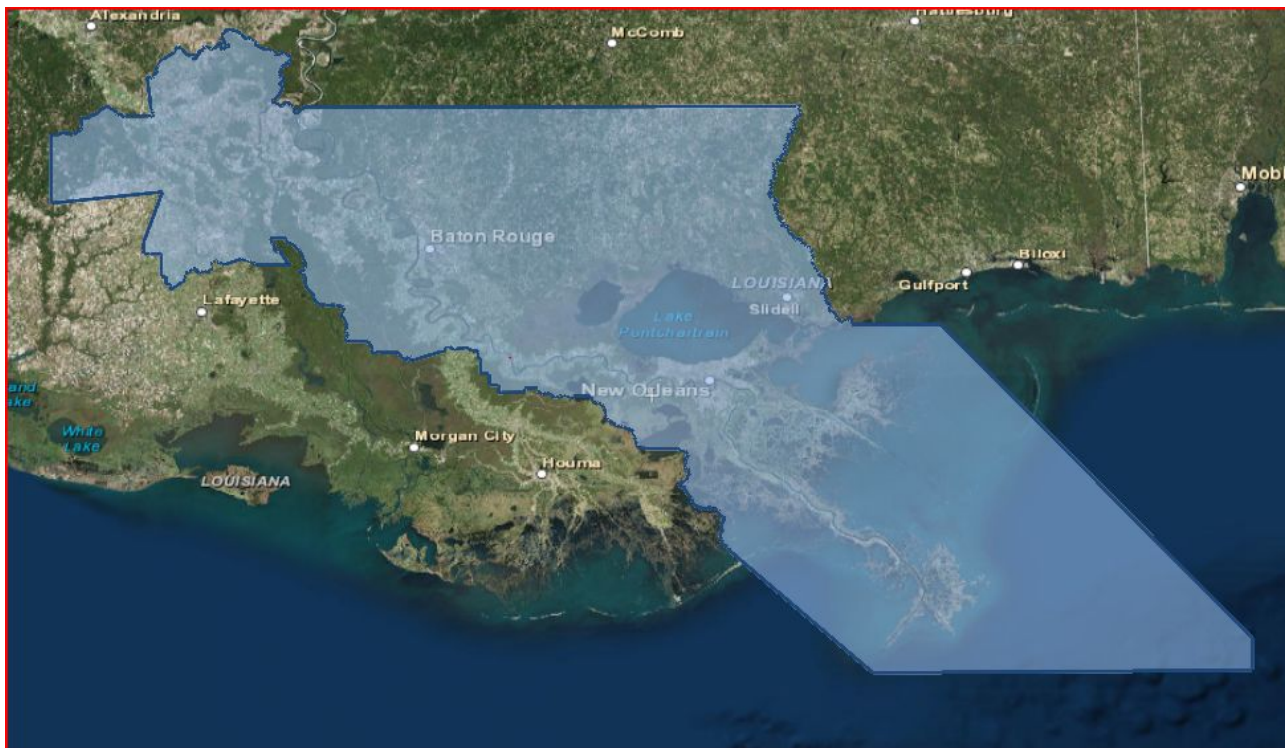 Alexandria
McComb
Hattiesburg
Baton Rouge
LOUISIANA
Slidell
Lake
Pontchartrain
New Orleans
Biloxi
Gulfport
Lafayette
White
Lake
LOUISIANA
Morgan City
Houma